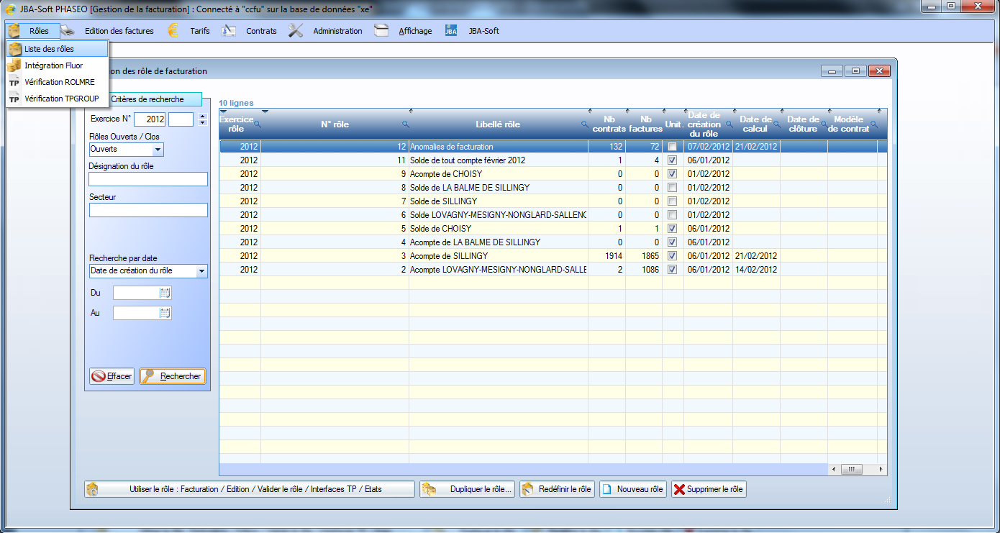 JBA-Soft PHASEO [Gestion de la facturation] : Connecté à "ccfu" sur la base de données "xe"
Rôles Edition des factures Tarifs Contrats Administration Affichage JBA JBA-Soft
Liste des rôles
Intégration Fluor
TP Vérification ROLMRE
TP Vérification TPGROUP
on des rôle de facturation
Critères de recherche
Exercice N° 2012
Rôles Ouverts / Clos
Ouverts
Désignation du rôle
Secteur
Recherche par date
Date de création du rôle
Du
Au
Effacer Rechercher
10 lignes
Exercice rôle N° rôle Libellé rôle Nb contrats Nb factures Unit. Date de création du rôle Date de calcul Date de clôture Modèle de contrat
2012 12 Anomalies de facturation 132 72 07/02/2012 21/02/2012
2012 11 Solde de tout compte février 2012 1 4 06/01/2012
2012 9 Acompte de CHOISY 0 0 01/02/2012
2012 8 Solde de LA BALME DE SILLINGY 0 0 01/02/2012
2012 7 Solde de SILLINGY 0 0 01/02/2012
2012 6 Solde LOVAGNY-MESIGNY-NONGLARD-SALLENO 0 0 01/02/2012
2012 5 Solde de CHOISY 1 1 06/01/2012
2012 4 Acompte de LA BALME DE SILLINGY 0 0 06/01/2012
2012 3 Acompte de SILLINGY 1914 1865 06/01/2012 21/02/2012
2012 2 Acompte LOVAGNY-MESIGNY-NONGLARD-SALLE 2 1086 06/01/2012 14/02/2012
Utiliser le rôle : Facturation / Edition / Valider le rôle / Interfaces TP / Etats Dupliquer le rôle... Redéfinir le rôle Nouveau rôle Supprimer le rôle